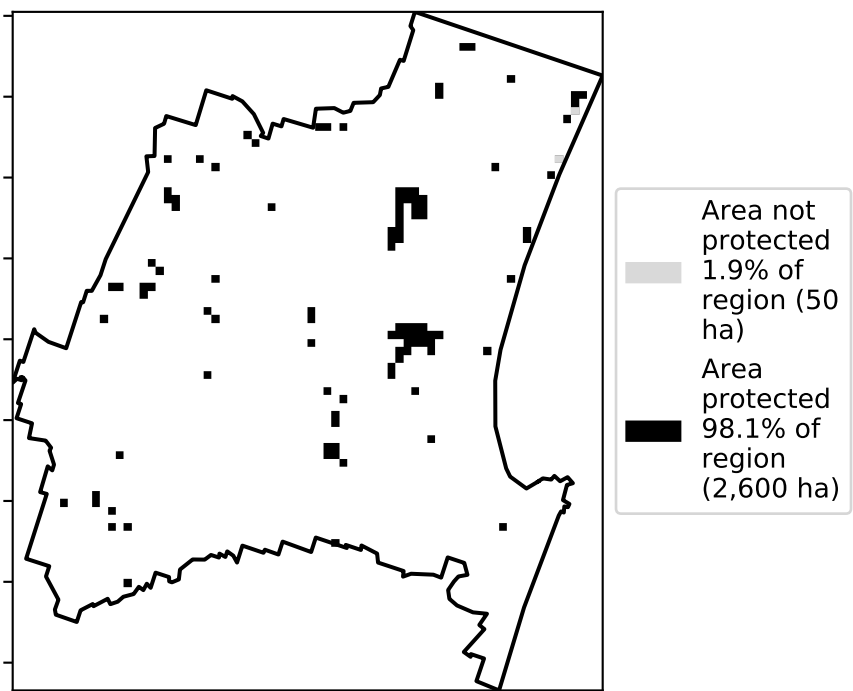 Area not
protected
1.9% of
region (50
ha)
Area
protected
98.1% of
region
(2,600 ha)